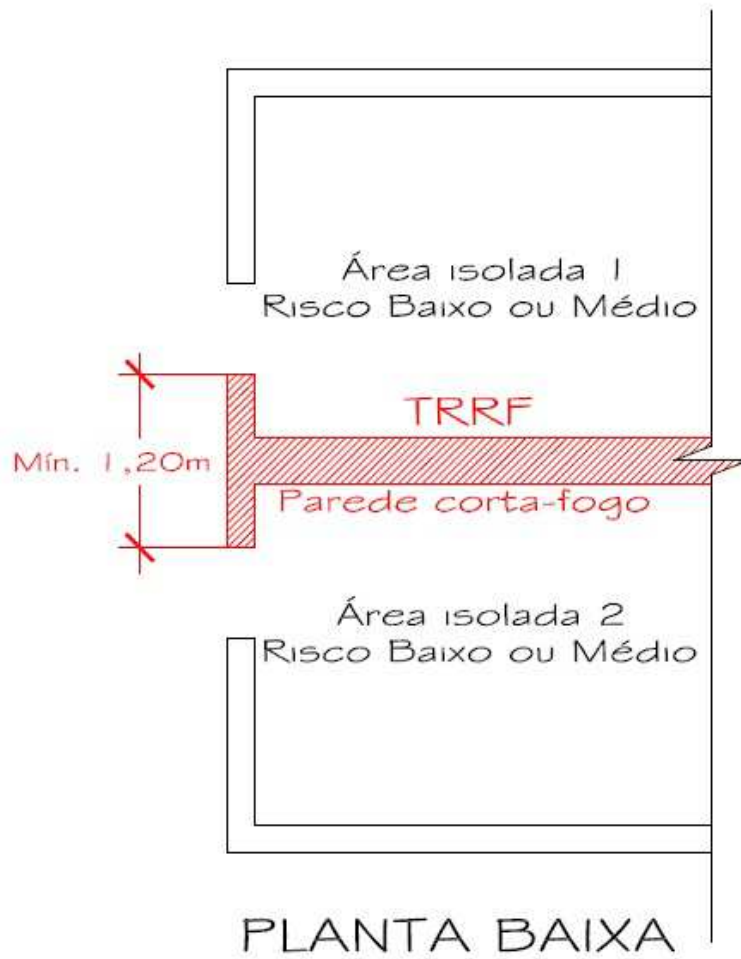 Área isolada 1
Risco Baixo ou Médio
TRRF
Mín. 1,20m
Parede corta-fogo
Área isolada 2
Risco Baixo ou Médio
PLANTA BAIXA